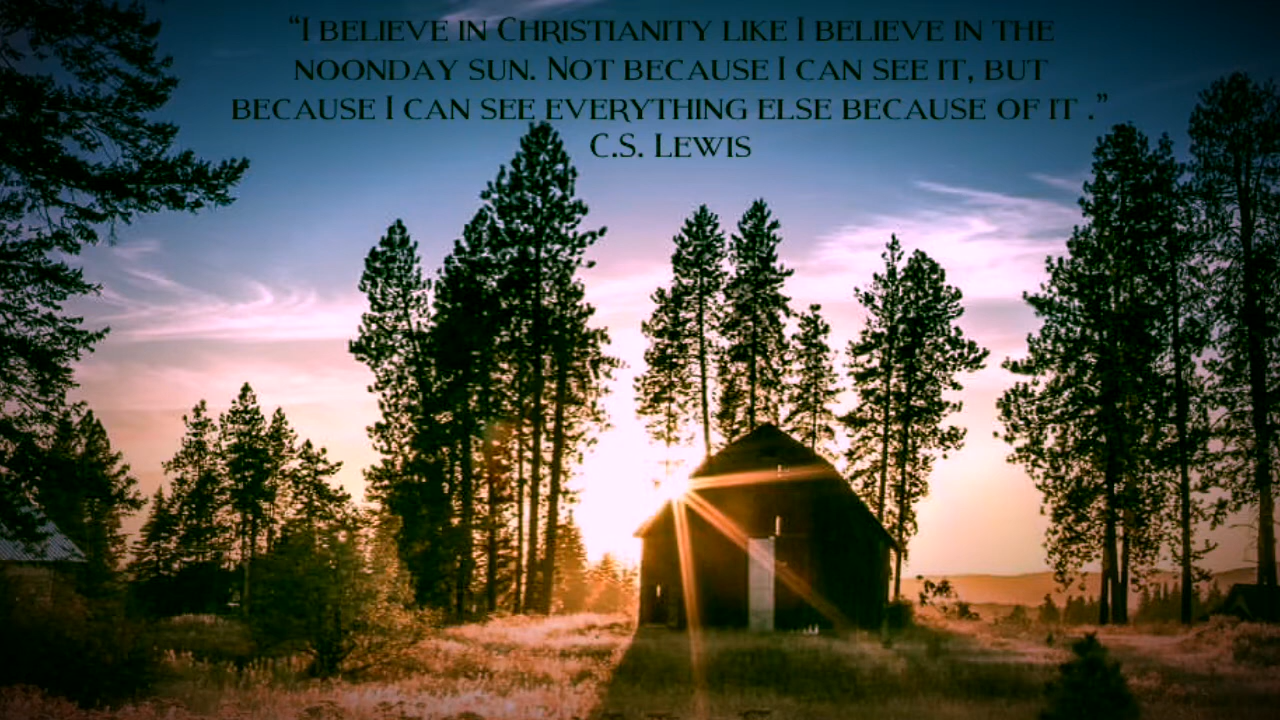 “I believe in Christianity like I believe in the
noonday sun. Not because I can see it, but
because I can see everything else because of it .”
C.S. Lewis